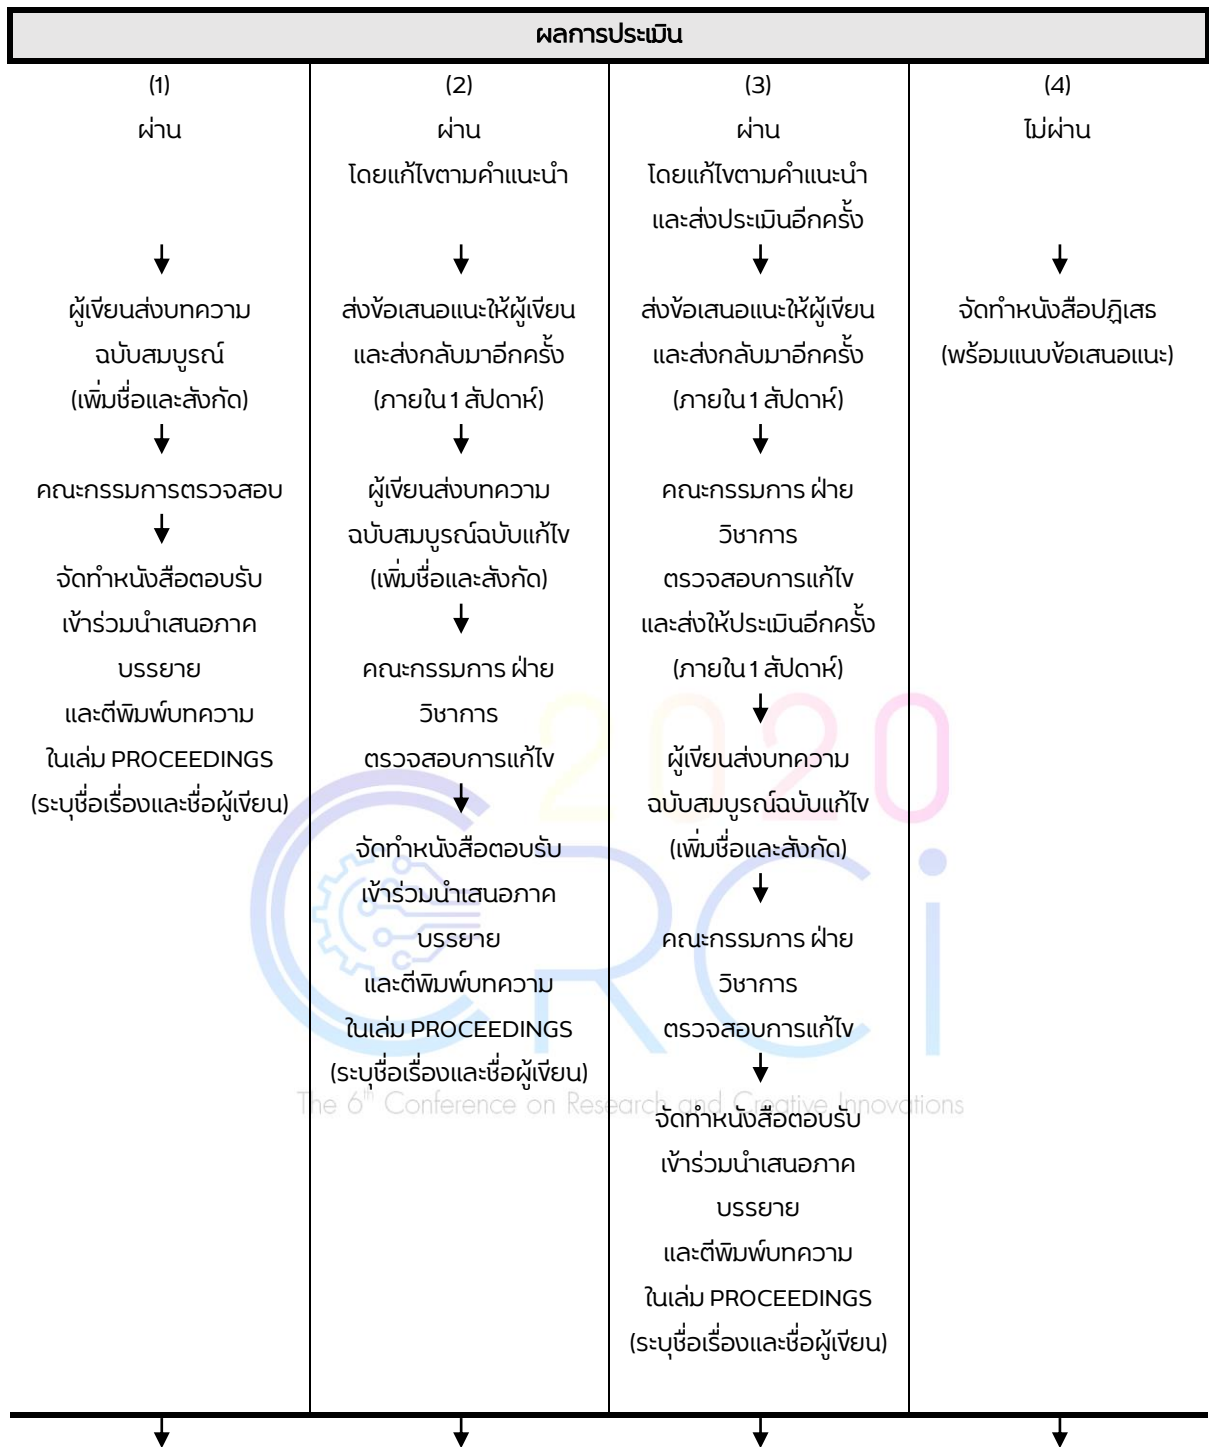 ผลการประเมิน
(1)
ผ่าน
ผู้เขียนส่งบทความ
ฉบับสมบูรณ์
(เพิ่มชื่อและสังกัด)
คณะกรรมการตรวจสอบ
จัดทำหนังสือตอบรับ
เข้าร่วมนำเสนอภาค
บรรยาย
และตีพิมพ์บทความ
ในเล่ม PROCEEDINGS
(ระบุชื่อเรื่องและชื่อผู้เขียน)
(2)
ผ่าน
โดยแก้ไขตามคำแนะนำ
ส่งข้อเสนอแนะให้ผู้เขียน
และส่งกลับมาอีกครั้ง
(ภายใน 1 สัปดาห์)
ผู้เขียนส่งบทความ
ฉบับสมบูรณ์ฉบับแก้ไข
(เพิ่มชื่อและสังกัด)
คณะกรรมการ ฝ่าย
วิชาการ
ตรวจสอบการแก้ไข
จัดทำหนังสือตอบรับ
เข้าร่วมนำเสนอภาค
บรรยาย
และตีพิมพ์บทความ
ในเล่ม PROCEEDINGS
(ระบุชื่อเรื่องและชื่อผู้เขียน)
(3)
ผ่าน
โดยแก้ไขตามคำแนะนำ
และส่งประเมินอีกครั้ง
ส่งข้อเสนอแนะให้ผู้เขียน
และส่งกลับมาอีกครั้ง
(ภายใน 1 สัปดาห์)
คณะกรรมการ ฝ่าย
วิชาการ
ตรวจสอบการแก้ไข
และส่งให้ประเมินอีกครั้ง
(ภายใน 1 สัปดาห์)
ผู้เขียนส่งบทความ
ฉบับสมบูรณ์ฉบับแก้ไข
(เพิ่มชื่อและสังกัด)
คณะกรรมการ ฝ่าย
วิชาการ
ตรวจสอบการแก้ไข
จัดทำหนังสือตอบรับ
เข้าร่วมนำเสนอภาค
บรรยาย
และตีพิมพ์บทความ
ในเล่ม PROCEEDINGS
(ระบุชื่อเรื่องและชื่อผู้เขียน)
(4)
ไม่ผ่าน
จัดทำหนังสือปฏิเสธ
(พร้อมแนบข้อเสนอแนะ)
2020
CRCi
The 6th Conference on Research and Creative Innovations